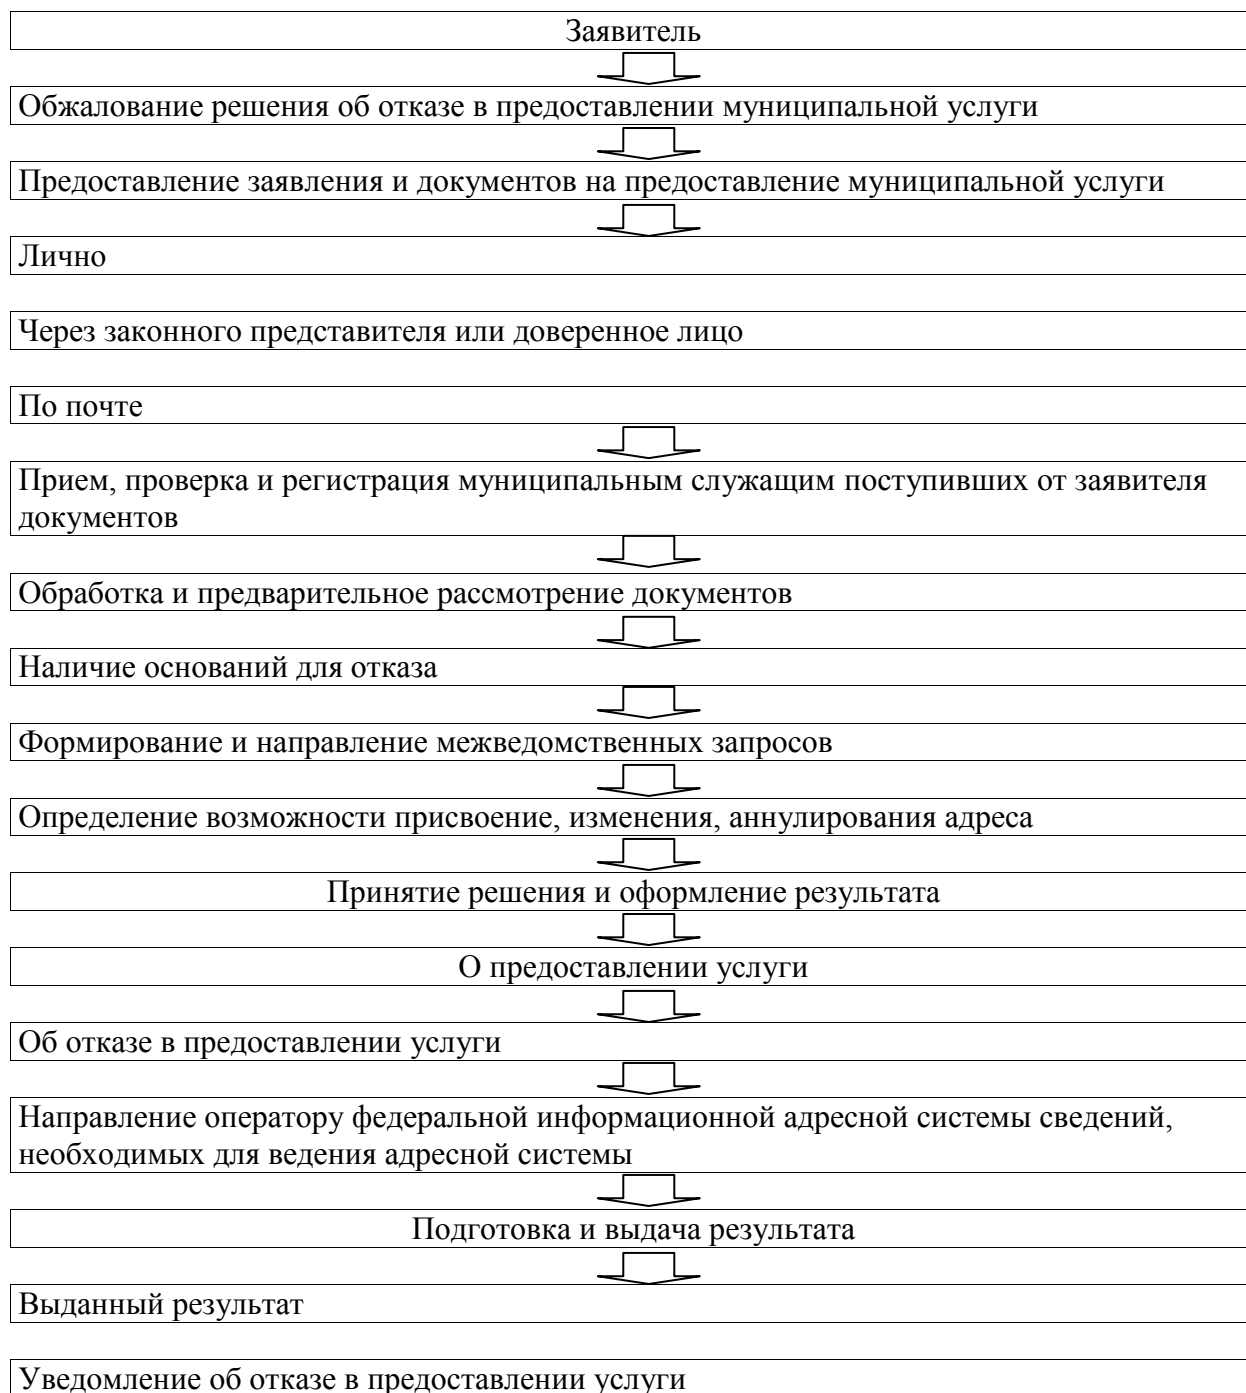 Заявитель
Обжалование решения об отказе в предоставлении муниципальной услуги
Предоставление заявления и документов на предоставление муниципальной услуги
Лично
Через законного представителя или доверенное лицо
По почте
Прием, проверка и регистрация муниципальным служащим поступивших от заявителя
документов
Обработка и предварительное рассмотрение документов
Наличие оснований для отказа
Формирование и направление межведомственных запросов
Определение возможности присвоение, изменения, аннулирования адреса
Принятие решения и оформление результата
О предоставлении услуги
Об отказе в предоставлении услуги
Направление оператору федеральной информационной адресной системы сведений,
необходимых для ведения адресной системы
Подготовка и выдача результата
Выданный результат
Уведомление об отказе в предоставлении услуги